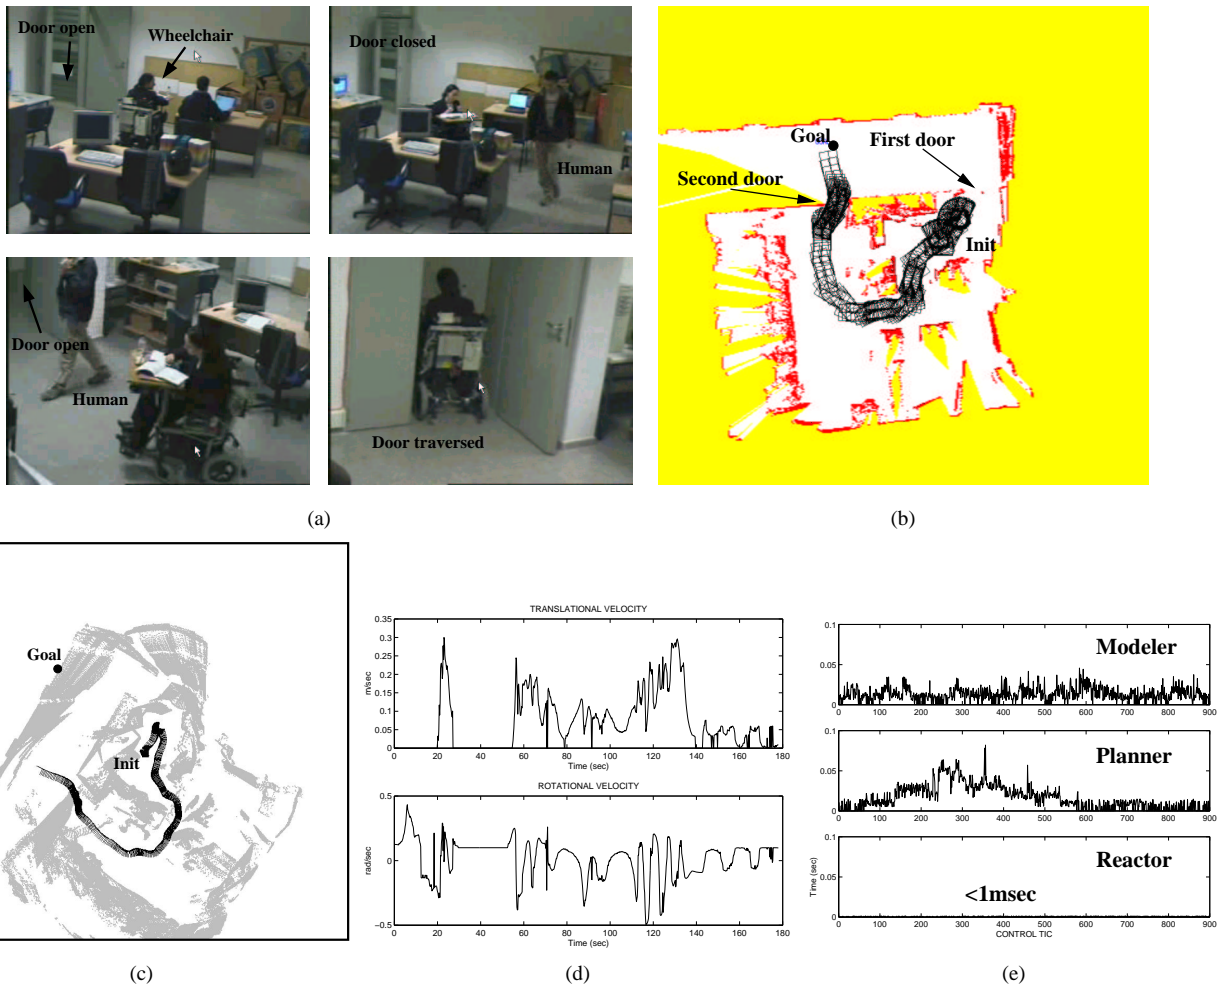 Door open
Wheelchair
Door closed
Human
Door open
Human
Door traversed
(a)
Goal
First door
Second door
Init
(b)
Goal
Init
(c)
TRANSLATIONAL VELOCITY
m/sec
0.35
0.3
0.25
0.2
0.15
0.1
0.05
0
0 20 40 60 80 100 120 140 160 180
Time (sec)
ROTATIONAL VELOCITY
rad/sec
0.5
0
−0.5
0 20 40 60 80 100 120 140 160 180
Time (sec)
(d)
0.1
0.05
0
Modeler
0 100 200 300 400 500 600 700 800 900
0.1
0.05
0
Planner
0 100 200 300 400 500 600 700 800 900
Time (sec)
0.1
0.05
0
Reactor
<1msec
0 100 200 300 400 500 600 700 800 900
CONTROL TIC
(e)